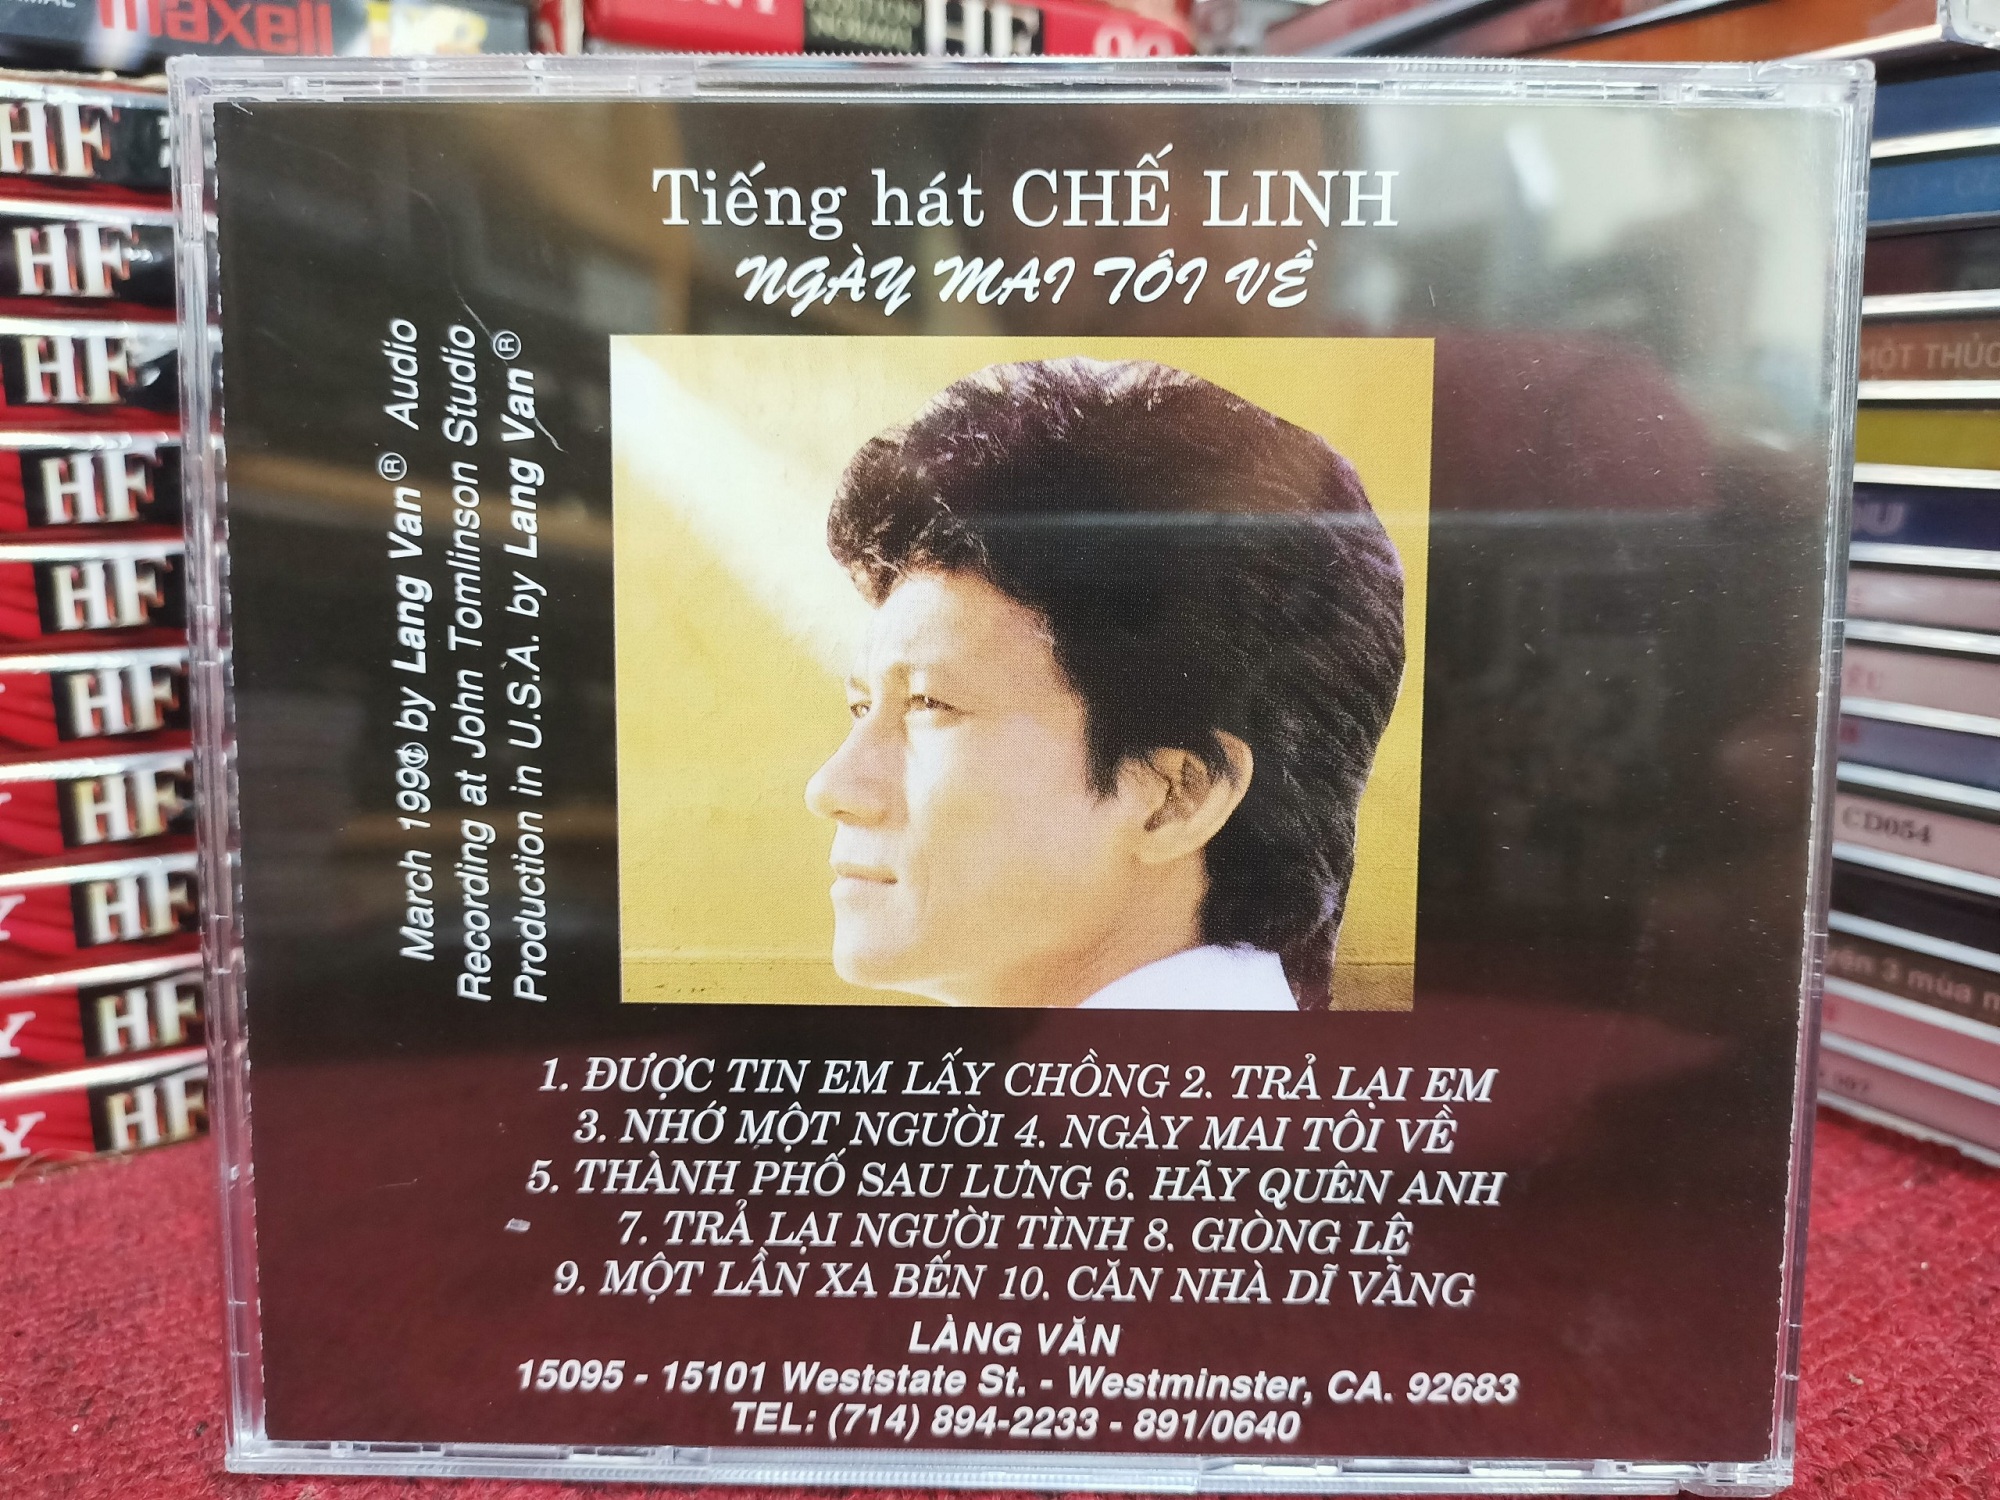 maxell
HF
HF
HF
HF
HF
HF
HF
HF
HF
HF
HF
Tiếng hát CHẾ LINH
NGÀY MAI TÔI VỀ
by Lang Van® Audio
Recording at John Tomlinson Studio
Production in U.S.A. by Lang Van®
1. ĐƯỢC TIN EM LẤY CHỒNG 2. TRẢ LẠI EM
3. NHỚ MỘT NGƯỜI 4. NGÀY MAI TÔI VỀ
5. THÀNH PHỐ SAU LƯNG 6. HÃY QUÊN ANH
7. TRẢ LẠI NGƯỜI TÌNH 8. GIÒNG LỆ
9. MỘT LẦN XA BẾN 10. CĂN NHÀ DĨ VÃNG
LÀNG VĂN
15095 - 15101 Weststate St. - Westminster, CA. 92683
TEL: (714) 894-2233 - 891/0640
MỘT
CD054
3 mùa